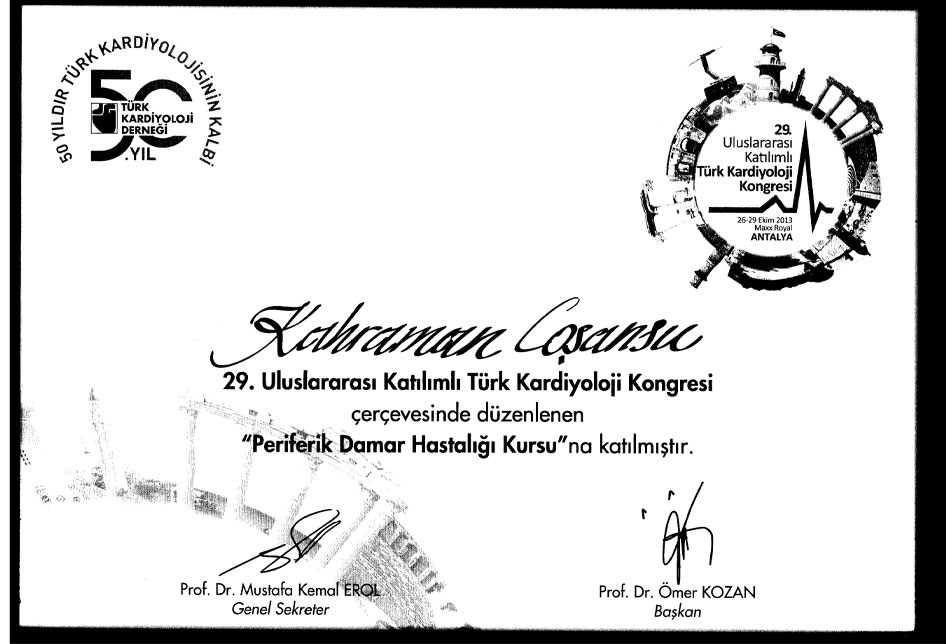 50 YILDIR TÜRK KARDİYOLOJİSİNİN KALBİ
50
TÜRK
KARDİYOLOJİ
DERNEĞİ
.YIL
29.
Uluslararası
Katılımlı
Türk Kardiyoloji
Kongresi
26-29 Ekim 2013
Maxx Royal
ANTALYA
Kahraman Coşansu
29. Uluslararası Katılımlı Türk Kardiyoloji Kongresi
çerçevesinde düzenlenen
“Periferik Damar Hastalığı Kursu”na katılmıştır.
Prof. Dr. Mustafa Kemal EROL
Genel Sekreter
Prof. Dr. Ömer KOZAN
Başkan